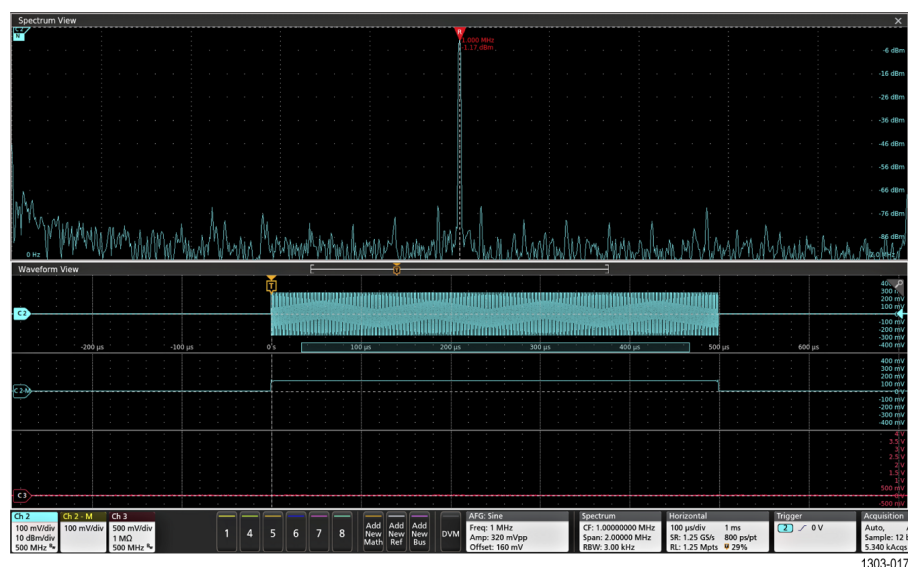 Spectrum View
1.000 MHz
-1.17 dBm
R
N
-6 dBm
-16 dBm
-26 dBm
-36 dBm
-46 dBm
-56 dBm
-66 dBm
-76 dBm
-86 dBm
0 Hz
Waveform View
T
T
300 m
200 mV
100 mV
-100 mV
-200 mV
-300 mV
-400 mV
C 2
-200 µs -100 µs 0 s 100 µs 200 µs 300 µs 400 µs 500 µs 600 µs
400 mV
300 mV
200 mV
100 mV
C 2-M
-100 mV
-200 mV
-300 mV
-400 mV
4 V
3.5 V
3 V
2.5 V
2 V
1.5 V
1 V
500 mV
C 3
-500 mV
Ch 2
100 mV/div
10 dBm/div
500 MHz
Ch 2 - M
100 mV/div
Ch 3
500 mV/div
1 MΩ
500 MHz
1 2 3 4 5 6 7 8
Add New Math
Add New Ref
Add New Bus
DVM
AFG: Sine
Freq: 1 MHz
Amp: 320 mVpp
Offset: 160 mV
Spectrum
CF: 1.00000000 MHz
Span: 2.00000 MHz
RBW: 3.00 kHz
Horizontal
100 µs/div 1 ms
SR: 1.25 GS/s 800 ps/pt
RL: 1.25 Mpts 29%
Trigger
2 0 V
Acquisition
Auto,
Sample: 12 b
5.340 kAcqs
1303-017